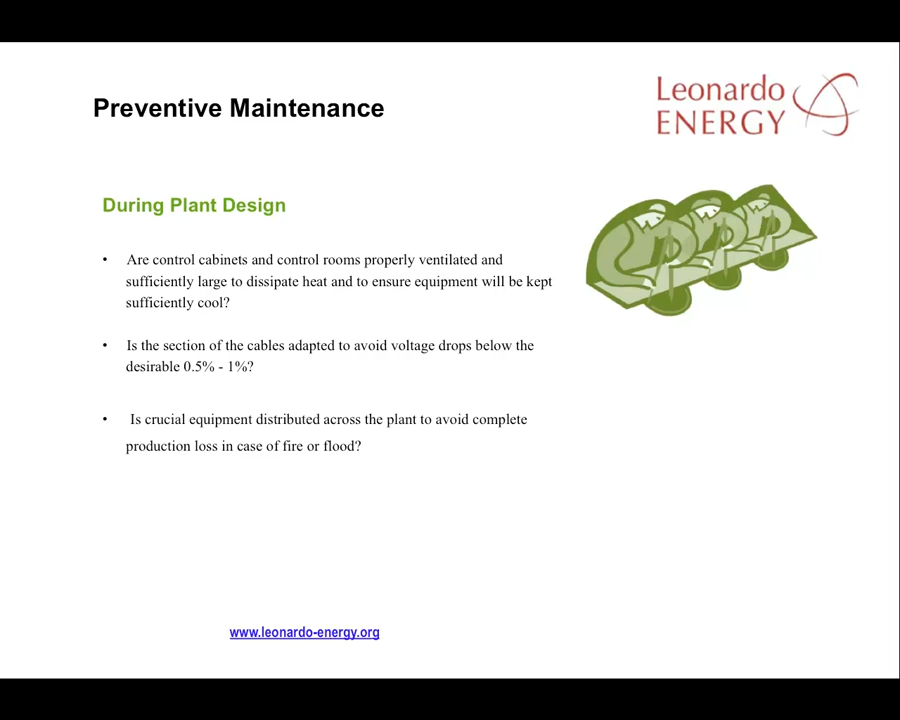 Leonardo
ENERGY
Preventive Maintenance
During Plant Design
• Are control cabinets and control rooms properly ventilated and
sufficiently large to dissipate heat and to ensure equipment will be kept
sufficiently cool?
• Is the section of the cables adapted to avoid voltage drops below the
desirable 0.5% - 1%?
• Is crucial equipment distributed across the plant to avoid complete
production loss in case of fire or flood?
www.leonardo-energy.org